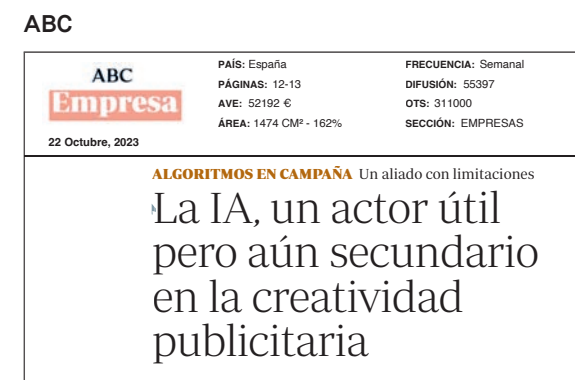 ABC
ABC
Empresa
22 Octubre, 2023
PAÍS: España
PÁGINAS: 12-13
AVE: 52192 €
ÁREA: 1474 CM² - 162%
FRECUENCIA: Semanal
DIFUSIÓN: 55397
OTS: 311000
SECCIÓN: EMPRESAS
ALGORITMOS EN CAMPAÑA Un aliado con limitaciones
La IA, un actor útil
pero aún secundario
en la creatividad
publicitaria